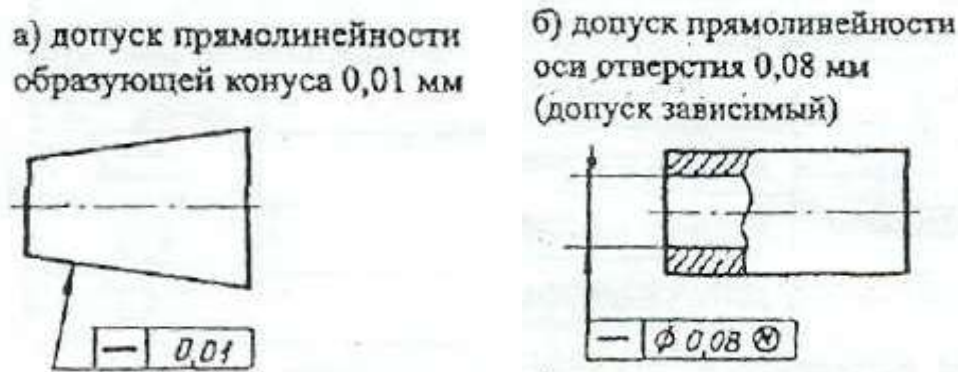 а) допуск прямолинейности
образующей конуса 0,01 мм
— 0,01
б) допуск прямолинейности
оси отверстия 0,08 мм
(допуск зависимый)
— ϕ 0,08 Ⓜ